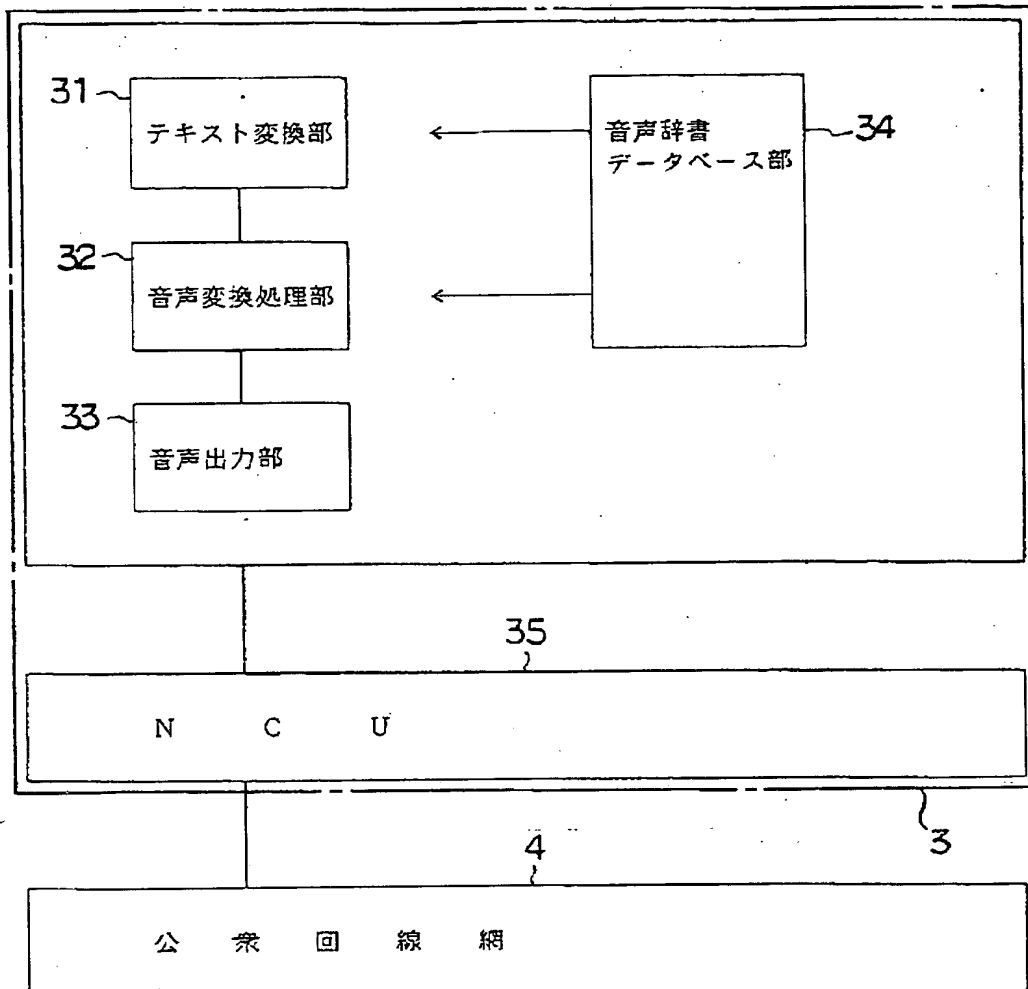 31
テキスト変換部
音声辞書
データベース部
34
32
音声変換処理部
33
音声出力部
35
N C U
3
4
公衆回線網